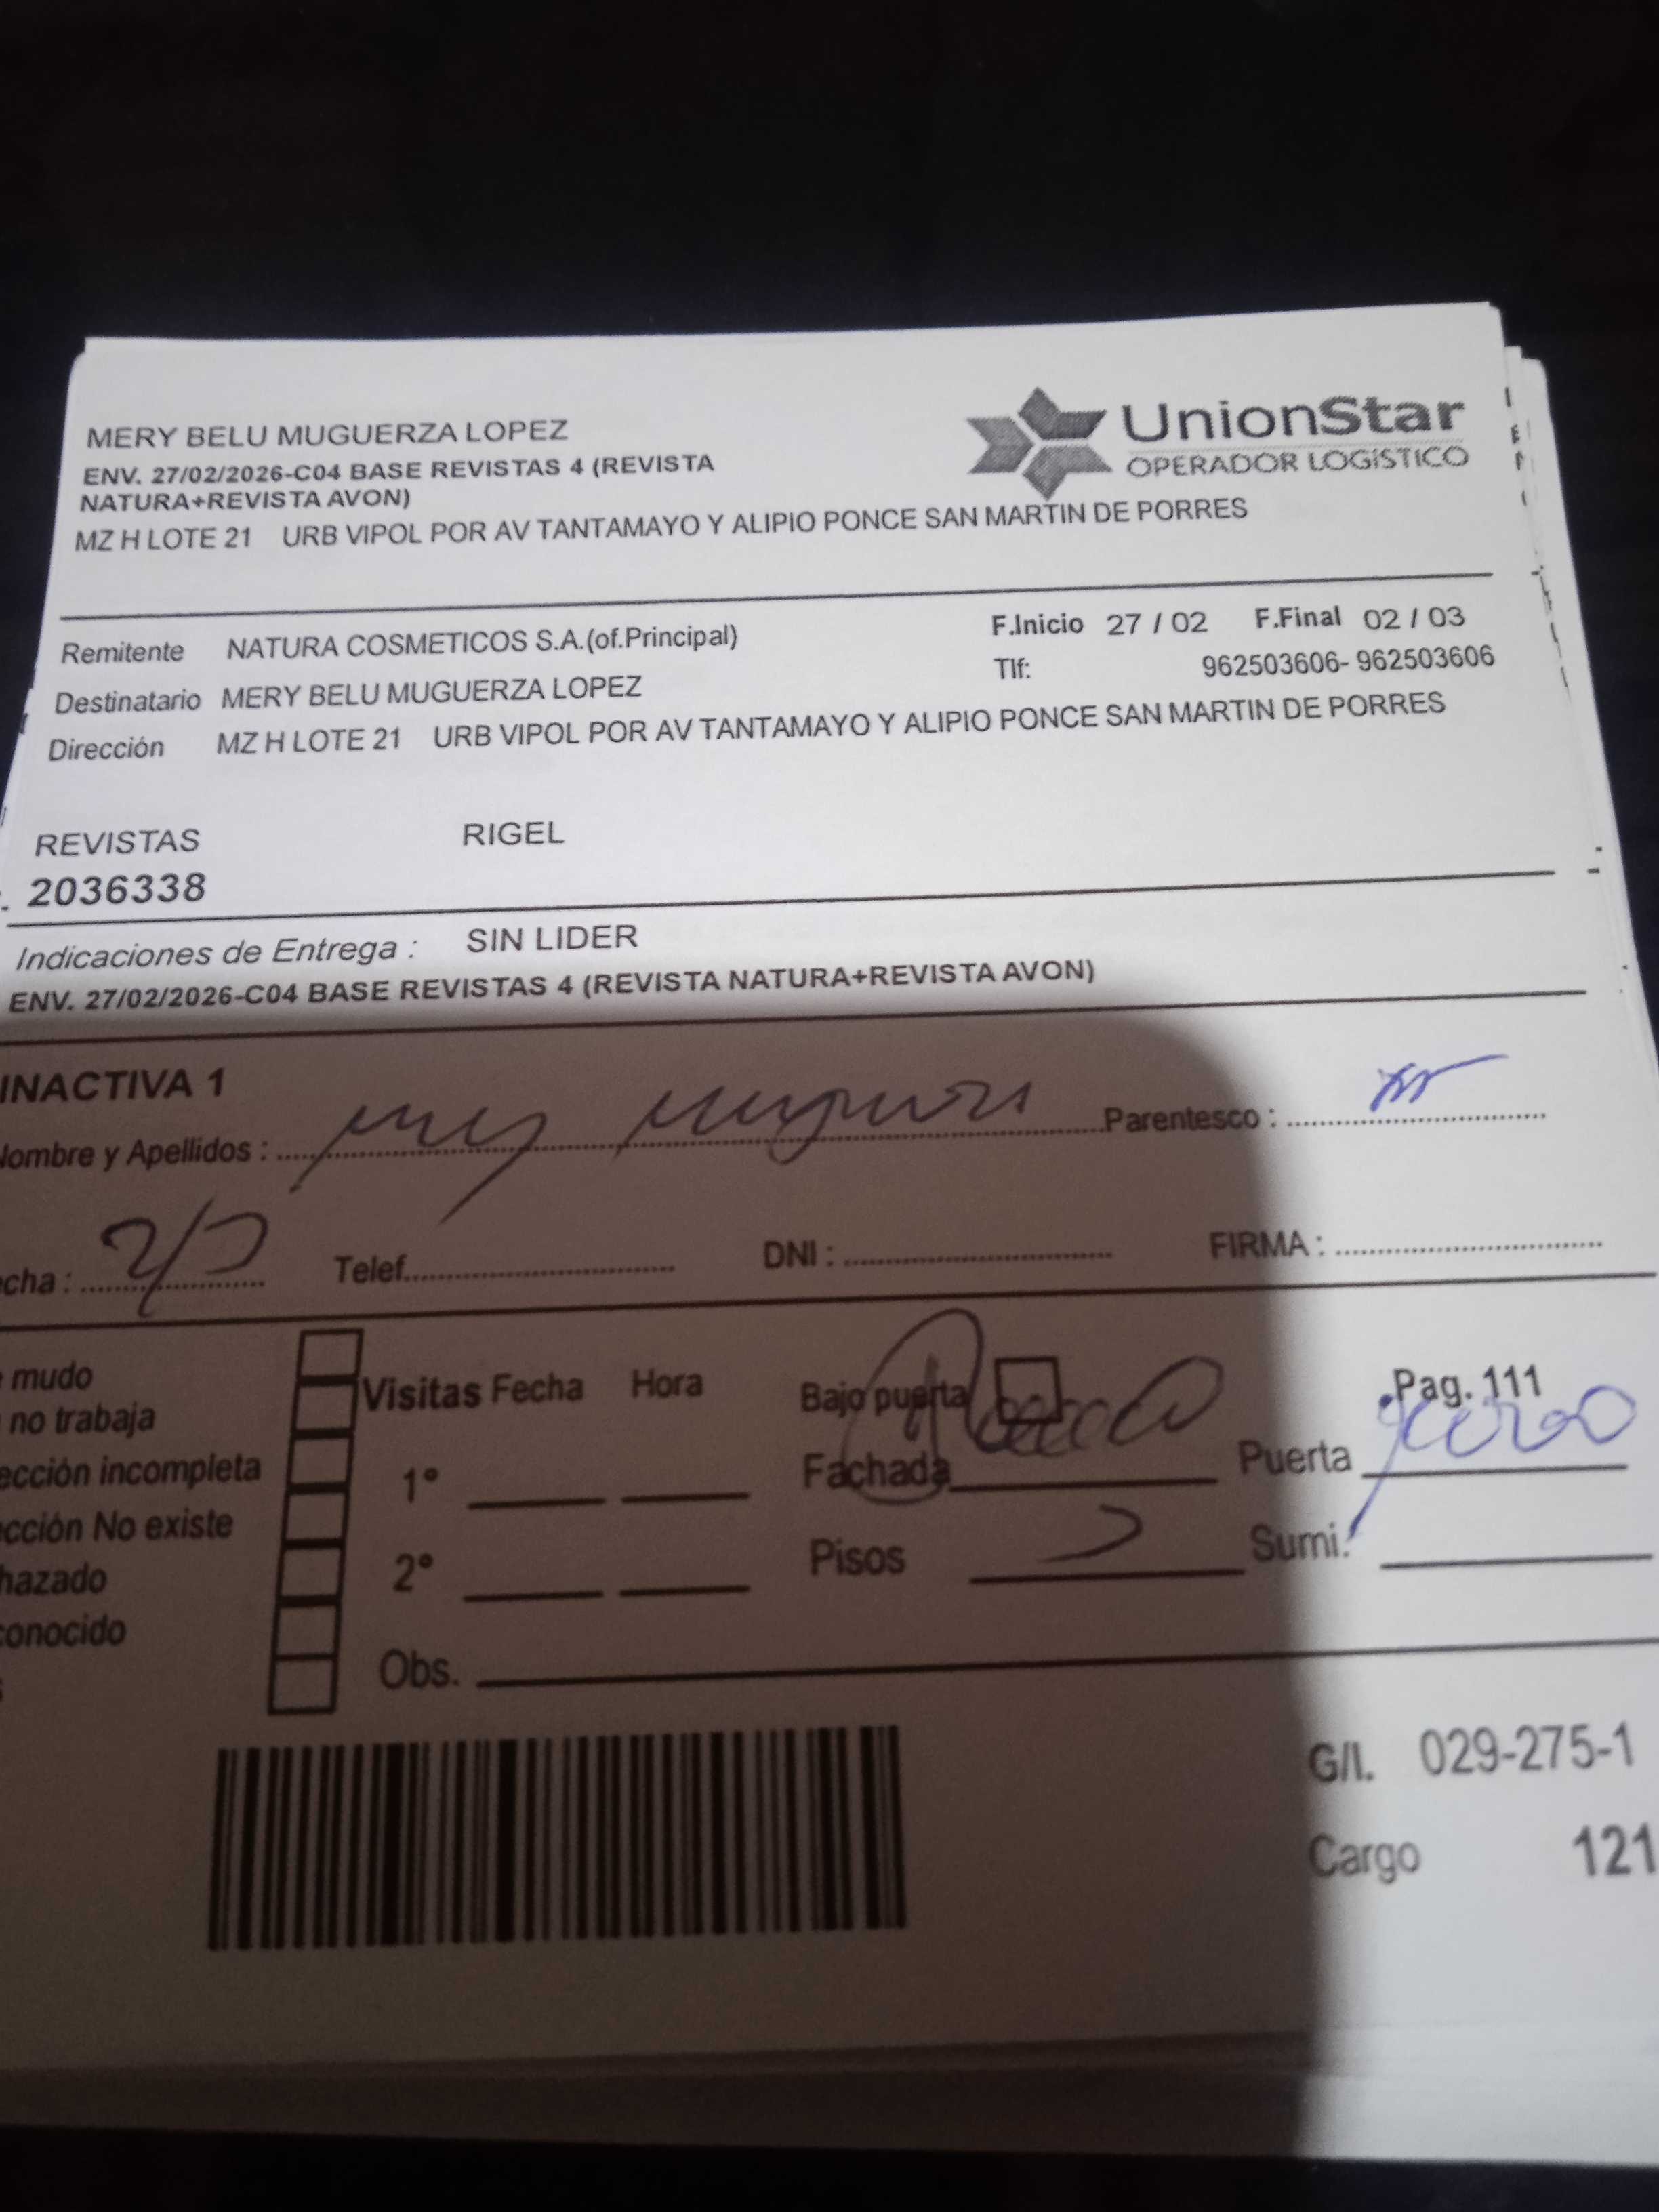 MERY BELU MUGUERZA LOPEZ
UnionStar
OPERADOR LOGÍSTICO
ENV. 27/02/2026-C04 BASE REVISTAS 4 (REVISTA
NATURA+REVISTA AVON)
MZ H LOTE 21 URB VIPOL POR AV TANTAMAYO Y ALIPIO PONCE SAN MARTIN DE PORRES
Remitente NATURA COSMETICOS S.A.(of.Principal) F.Inicio 27 / 02 F.Final 02 / 03
Tlf: 962503606- 962503606
Destinatario MERY BELU MUGUERZA LOPEZ
Dirección MZ H LOTE 21 URB VIPOL POR AV TANTAMAYO Y ALIPIO PONCE SAN MARTIN DE PORRES
REVISTAS RIGEL
2036338
Indicaciones de Entrega : SIN LIDER
ENV. 27/02/2026-C04 BASE REVISTAS 4 (REVISTA NATURA+REVISTA AVON)
INACTIVA 1
Nombre y Apellidos : Parentesco :
echa : Telef. DNI : FIRMA :
mudo
no trabaja
ección incompleta
cción No existe
hazado
conocido
Visitas Fecha Hora
1°
2°
Obs.
Bajo puerta Pag. 111
Fachada Puerta
Pisos Sumi.
G/I. 029-275-1
Cargo 121